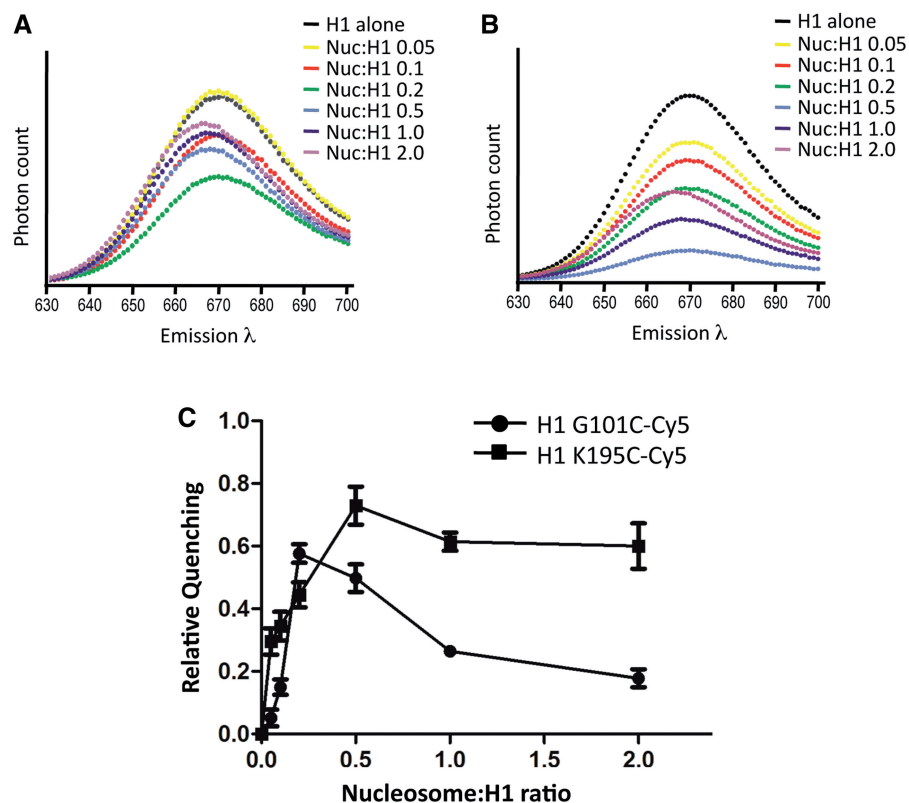 A
H1 alone
Nuc:H1 0.05
Nuc:H1 0.1
Nuc:H1 0.2
Nuc:H1 0.5
Nuc:H1 1.0
Nuc:H1 2.0
Photon count
630 640 650 660 670 680 690 700
Emission λ
B
H1 alone
Nuc:H1 0.05
Nuc:H1 0.1
Nuc:H1 0.2
Nuc:H1 0.5
Nuc:H1 1.0
Nuc:H1 2.0
Photon count
630 640 650 660 670 680 690 700
Emission λ
C
H1 G101C-Cy5
H1 K195C-Cy5
Relative Quenching
1.0
0.8
0.6
0.4
0.2
0.0
0.0 0.5 1.0 1.5 2.0
Nucleosome:H1 ratio